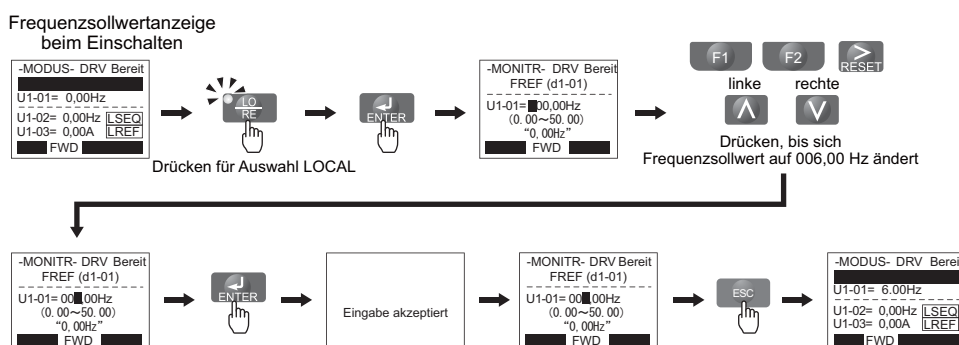 Frequenzsollwertanzeige
beim Einschalten
-MODUS- DRV Bereit
U1-01= 0,00Hz
U1-02= 0,00Hz LSEQ
U1-03= 0,00A LREF
FWD
LO
RE
Drücken für Auswahl LOCAL
ENTER
-MONITR- DRV Bereit
FREF (d1-01)
U1-01= 00,00Hz
(0. 00~50. 00)
“0, 00Hz”
FWD
F1
F2
RESET
linke rechte
Drücken, bis sich
Frequenzsollwert auf 006,00 Hz ändert
-MONITR- DRV Bereit
FREF (d1-01)
U1-01= 00 ,00Hz
(0. 00~50. 00)
“0, 00Hz”
FWD
ENTER
Eingabe akzeptiert
-MONITR- DRV Bereit
FREF (d1-01)
U1-01= 00 ,00Hz
(0. 00~50. 00)
“0, 00Hz”
FWD
ESC
-MODUS- DRV Berei
U1-01= 6.00Hz
U1-02= 0,00Hz LSEQ
U1-03= 0,00A LREF
FWD